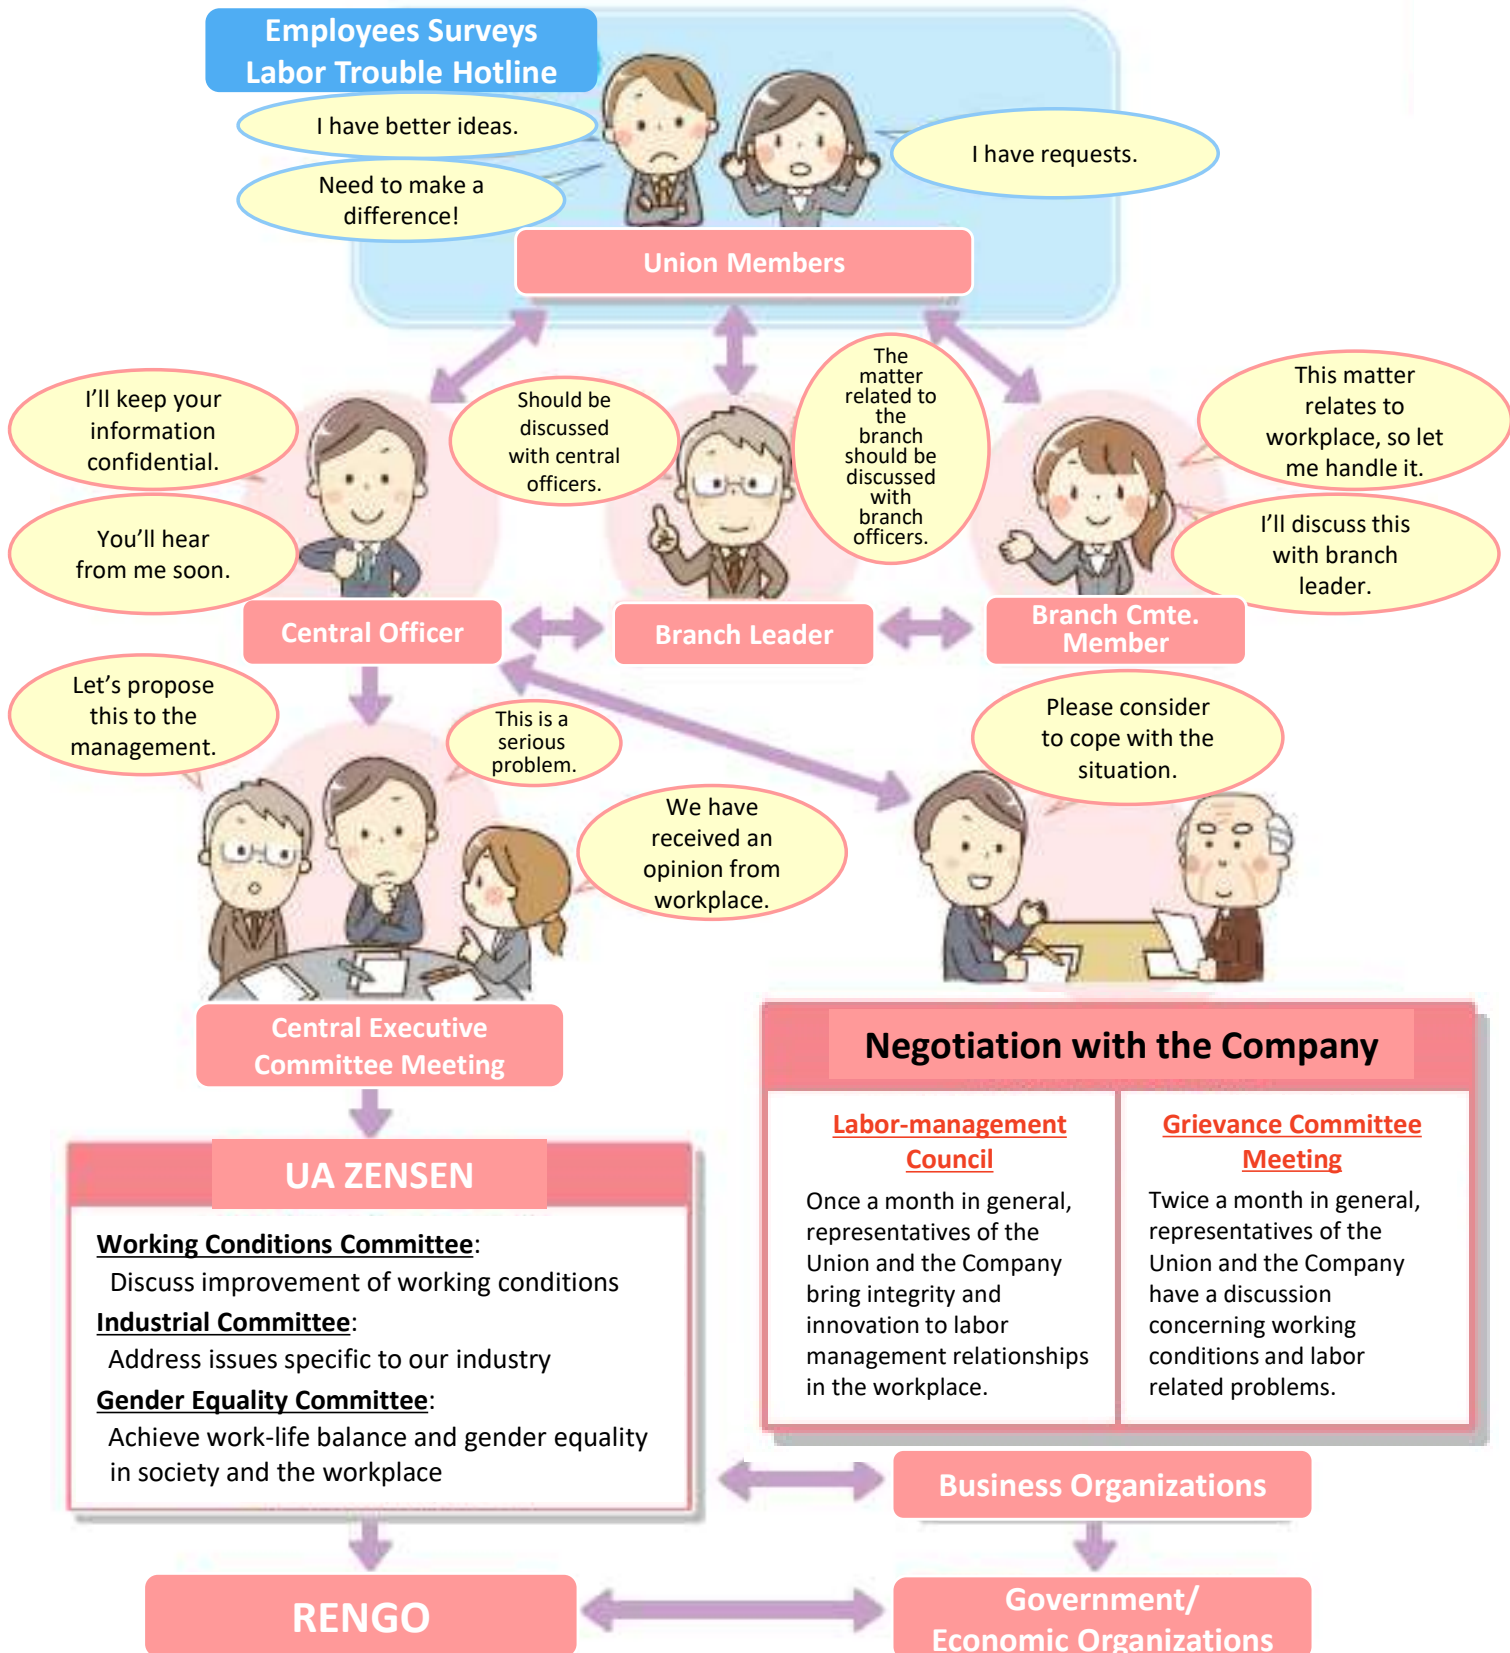 Employees Surveys
Labor Trouble Hotline
I have better ideas.
Need to make a
difference!
I have requests.
Union Members
I'll keep your
information
confidential.
You'll hear
from me soon.
Should be
discussed
with central
officers.
The
matter
related to
the
branch
should be
discussed
with
branch
officers.
This matter
relates to
workplace, so let
me handle it.
I'll discuss this
with branch
leader.
Central Officer
Branch Leader
Branch Cmte.
Member
Let's propose
this to the
management.
This is a
serious
problem.
We have
received an
opinion from
workplace.
Please consider
to cope with the
situation.
Central Executive
Committee Meeting
Negotiation with the Company
Labor-management
Council
Once a month in general,
representatives of the
Union and the Company
bring integrity and
innovation to labor
management relationships
in the workplace.
Grievance Committee
Meeting
Twice a month in general,
representatives of the
Union and the Company
have a discussion
concerning working
conditions and labor
related problems.
UA ZENSEN
Working Conditions Committee:
Discuss improvement of working conditions
Industrial Committee:
Address issues specific to our industry
Gender Equality Committee:
Achieve work-life balance and gender equality
in society and the workplace
Business Organizations
RENGO
Government/
Economic Organizations